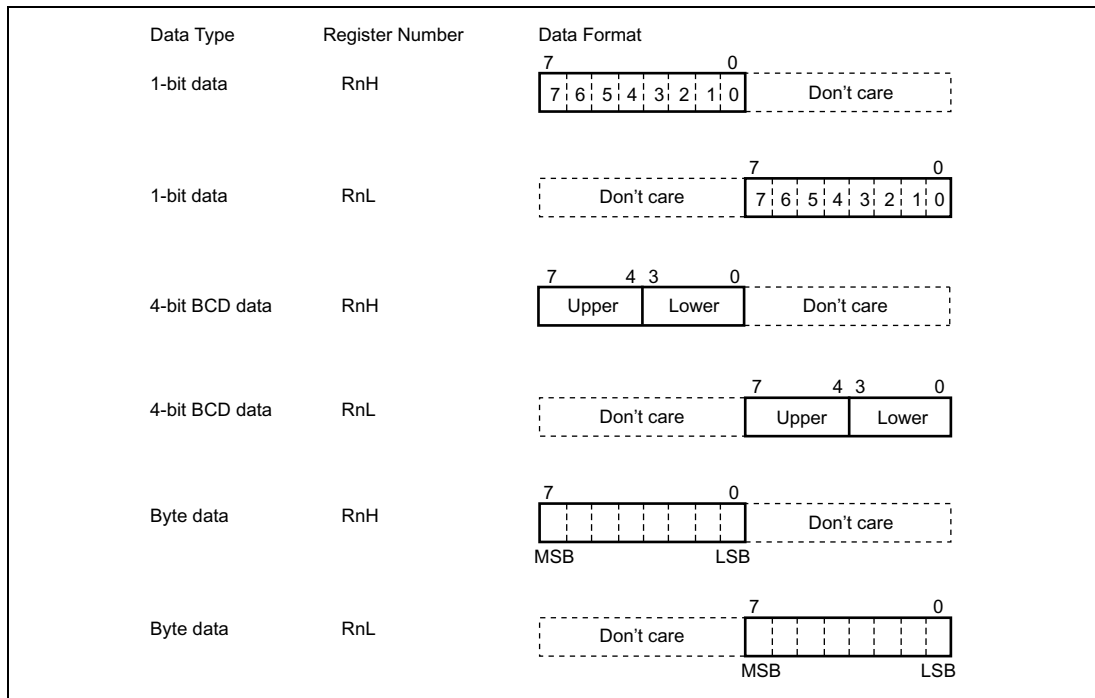 Data Type Register Number Data Format
7 0
1-bit data RnH 7 6 5 4 3 2 1 0 Don't care
7 0
1-bit data RnL Don't care 7 6 5 4 3 2 1 0
7 4 3 0
4-bit BCD data RnH Upper Lower Don't care
7 4 3 0
4-bit BCD data RnL Don't care Upper Lower
7 0
Byte data RnH Don't care
MSB LSB
7 0
Byte data RnL Don't care
MSB LSB